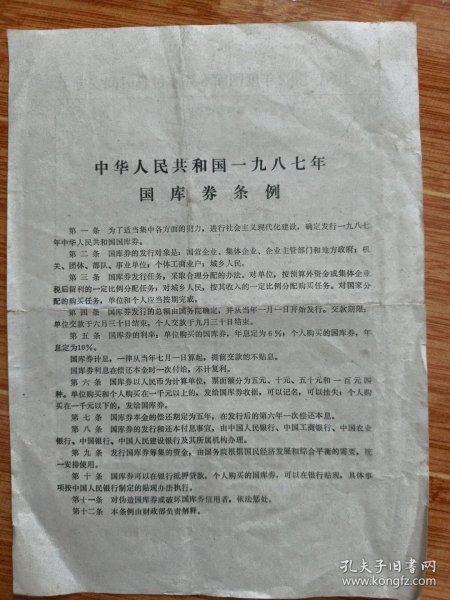 中华人民共和国一九八七年
国库券条例
第一条 为了适当集中各方面的财力，进行社会主义现代化建设，确定发行一九八七
年中华人民共和国国库券。
第二条 国库券的发行对象是：国营企业、集体企业、企业主管部门和地方政府；机
关、团体、部队、事业单位；个体工商业户；城乡人民。
第三条 国库券发行任务，采取合理分配的办法。对单位，按预算外资金或集体企业
税后留利的一定比例分配任务；对城乡人民，按其收入的一定比例分配购买任务。对国家分
配的购买任务，单位和个人应当按期完成。
第四条 国库券发行的总额由国务院确定，并从当年一月一日开始发行。交款期限：
单位交款于六月三十日结束，个人交款于九月三十日结束。
第五条 国库券的利率：单位购买的国库券，年息定为6％；个人购买的国库券，年
息定为10％。
国库券计息，一律从当年七月一日算起，提前交款的不贴息。
国库券利息在偿还本金时一次付给，不计复利。
第六条 国库券以人民币为计算单位，票面额分为五元、十元、五十元和一百元四
种。单位购买和个人购买在一千元以上的，发给国库券收据，可以记名，可以挂失；个人购
买在一千元以下的，发给国库券。
第七条 国库券本金的偿还期定为五年，在发行后的第六年一次偿还本息。
第八条 国库券的发行和还本付息事宜，由中国人民银行、中国工商银行、中国农业
银行、中国银行、中国人民建设银行及其所属机构办理。
第九条 发行国库券筹集的资金，由国务院根据国民经济发展和综合平衡的需要，统
一安排使用。
第十条 国库券可以在银行抵押贷款，个人购买的国库券，可以在银行贴现。具体事
项按中国人民银行制定的贴现办法执行。
第十一条 对伪造国库券或破坏国库券信用者，依法惩处。
第十二条 本条例由财政部负责解释。
孔夫子旧书网
www.kongfz.com